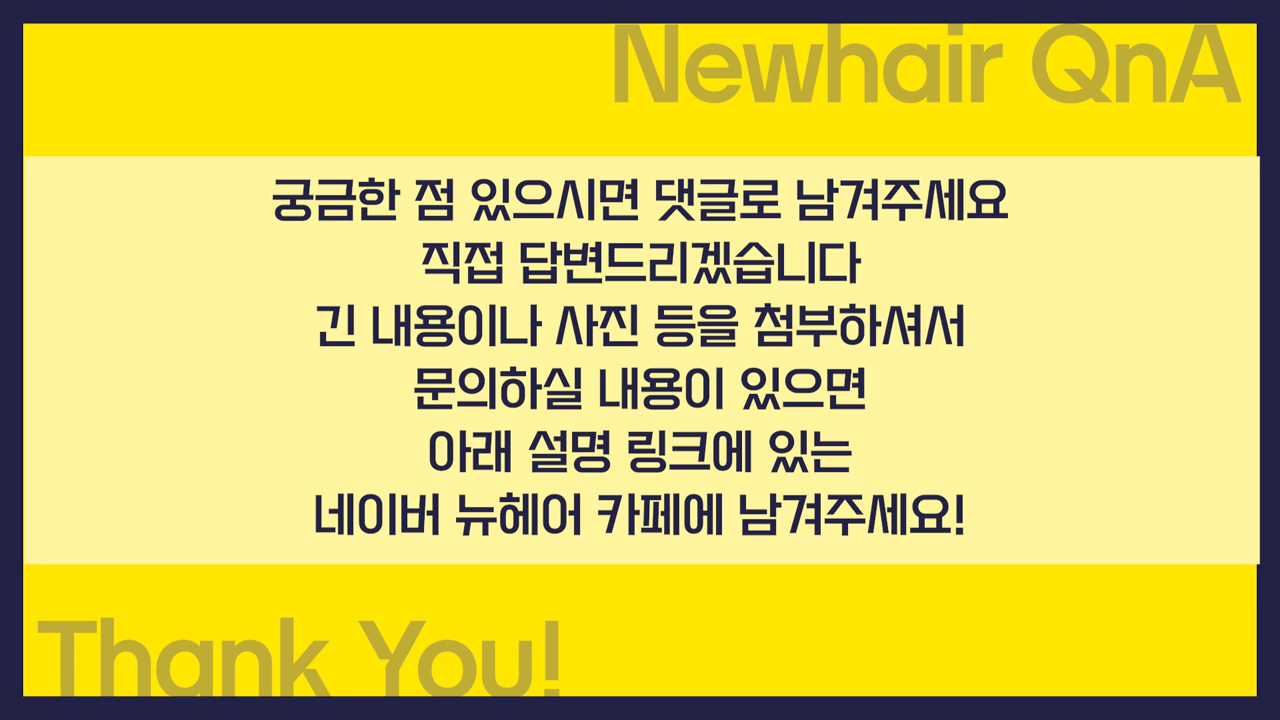 Newhair QnA
궁금한 점 있으시면 댓글로 남겨주세요
직접 답변드리겠습니다
긴 내용이나 사진 등을 첨부하셔서
문의하실 내용이 있으면
아래 설명 링크에 있는
네이버 뉴헤어 카페에 남겨주세요!
Thank You!